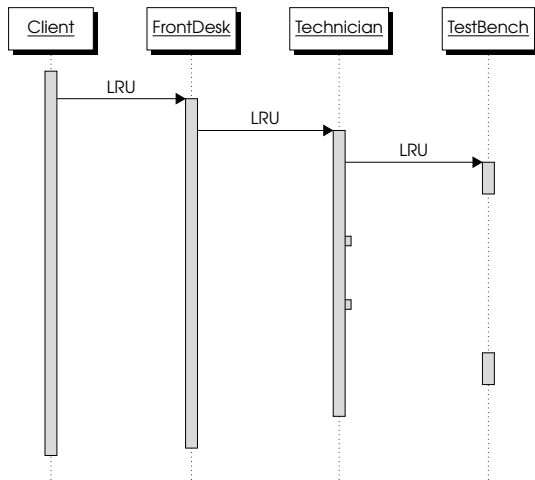 Client
FrontDesk
Technician
TestBench
LRU
LRU
LRU